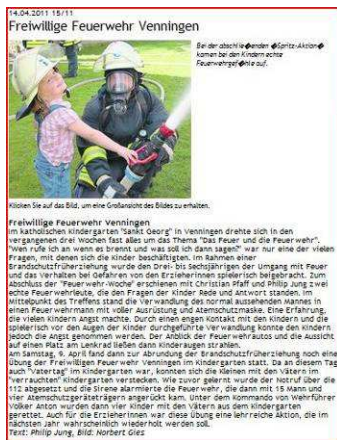 14.04.2011 15/11
Freiwillige Feuerwehr Venningen
Bei der abschlie�enden �Spritz-Aktion�
kamen bei den Kindern echte
Feuerwehrgef�hle auf.
Klicken Sie auf das Bild, um eine Großansicht des Bildes zu erhalten.
Freiwillige Feuerwehr Venningen
Im katholischen Kindergarten "Sankt Georg" in Venningen drehte sich in den
vergangenen drei Wochen fast alles um das Thema "Das Feuer und die Feuerwehr".
"Wen rufe ich an wenn es brennt und was soll ich dann sagen?" war nur eine der vielen
Fragen, mit denen sich die Kinder beschäftigten. Im Rahmen einer
Brandschutzfrüherziehung wurde den Drei- bis Sechsjährigen der Umgang mit Feuer
und das Verhalten bei Gefahren von den Erzieherinnen spielerisch beigebracht. Zum
Abschluss der "Feuerwehr-Woche" erschienen mit Christian Pfaff und Philip Jung zwei
echte Feuerwehrleute, die den Fragen der Kinder Rede und Antwort standen. Im
Mittelpunkt des Treffens stand die Verwandlung des normal aussehenden Mannes in
einen Feuerwehrmann mit voller Ausrüstung und Atemschutzmaske. Eine Erfahrung,
die vielen Kindern Angst machte. Durch einen engen Kontakt mit den Kindern und die
spielerisch vor den Augen der Kinder durchgeführte Verwandlung konnte den Kindern
jedoch die Angst genommen werden. Der Anblick der Feuerwehrautos und die Aussicht
auf einen Platz am Lenkrad ließen dann Kinderaugen strahlen.
Am Samstag, 9. April fand dann zur Abrundung der Brandschutzfrüherziehung noch eine
Übung der Freiwilligen Feuerwehr Venningen im Kindergarten statt. Da an diesem Tag
auch "Vatertag" im Kindergarten war, konnten sich die Kleinen mit den Vätern im
"verrauchten" Kindergarten verstecken. Wie zuvor gelernt wurde der Notruf über die
112 abgesetzt und die Sirene alarmierte die Feuerwehr, die dann mit 15 Mann und
vier Atemschutzgeräteträgern angerückt kam. Unter dem Kommando von Wehrführer
Volker Anton wurden dann vier Kinder mit den Vätern aus dem Kindergarten
gerettet. Auch für die Erzieherinnen war diese Übung eine lehrreiche Aktion, die im
nächsten Jahr wahrscheinlich wiederholt werden soll.
Text: Philip Jung, Bild: Norbert Gies